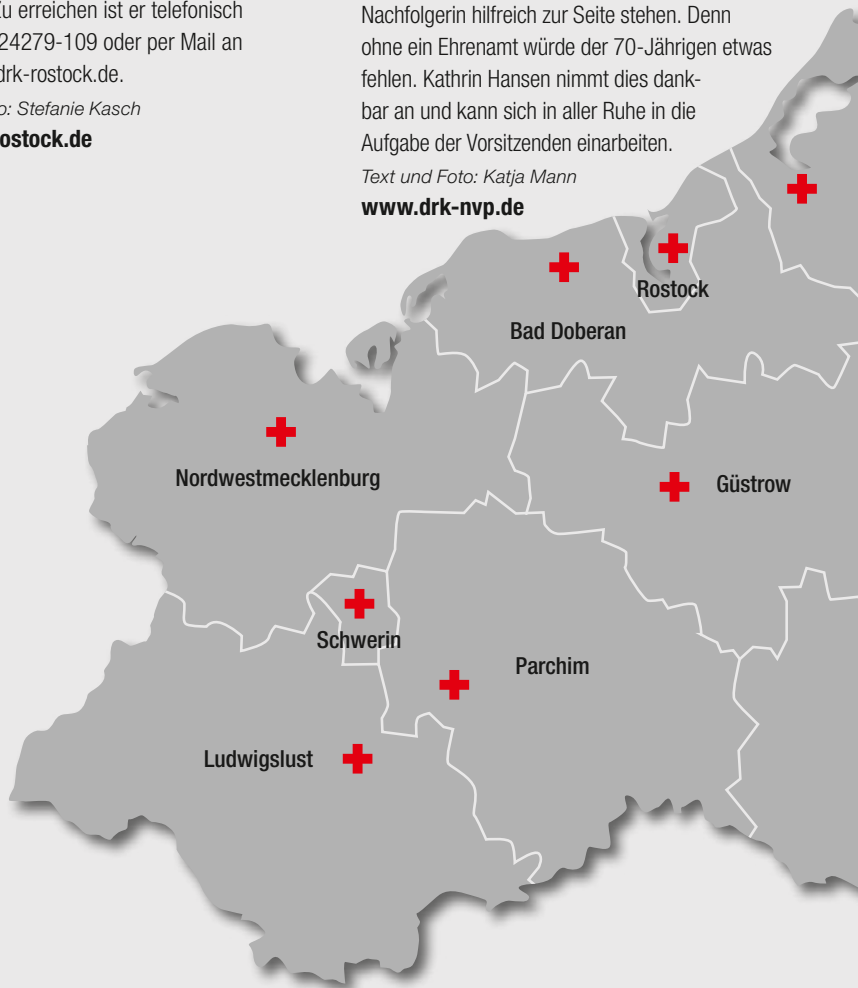 Zu erreichen ist er telefonisch
24279-109 oder per Mail an
drk-rostock.de.
o: Stefanie Kasch
ostock.de
Nachfolgerin hilfreich zur Seite stehen. Denn
ohne ein Ehrenamt würde der 70-Jährigen etwas
fehlen. Kathrin Hansen nimmt dies dank-
bar an und kann sich in aller Ruhe in die
Aufgabe der Vorsitzenden einarbeiten.
Text und Foto: Katja Mann
www.drk-nvp.de
Rostock
Bad Doberan
Nordwestmecklenburg
Güstrow
Schwerin
Parchim
Ludwigslust